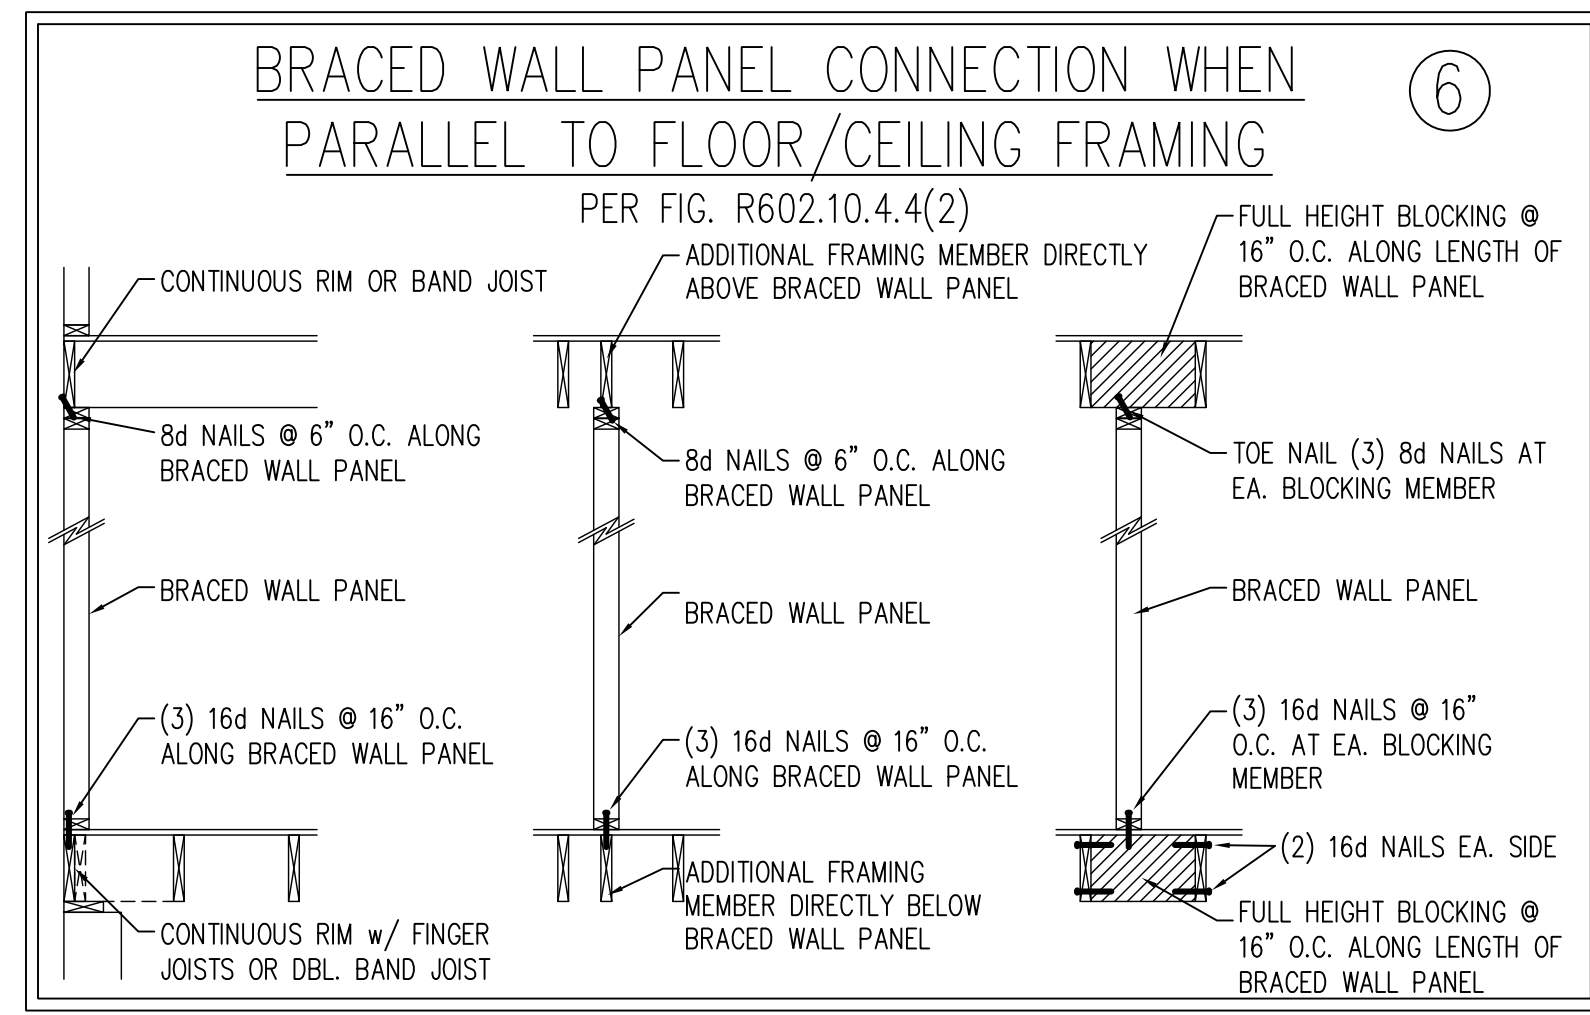 BRACED WALL PANEL CONNECTION WHEN
PARALLEL TO FLOOR/CEILING FRAMING
6
PER FIG. R602.10.4.4(2)
CONTINUOUS RIM OR BAND JOIST
8d NAILS @ 6" O.C. ALONG
BRACED WALL PANEL
BRACED WALL PANEL
(3) 16d NAILS @ 16" O.C.
ALONG BRACED WALL PANEL
CONTINUOUS RIM w/ FINGER
JOISTS OR DBL. BAND JOIST
ADDITIONAL FRAMING MEMBER DIRECTLY
ABOVE BRACED WALL PANEL
8d NAILS @ 6" O.C. ALONG
BRACED WALL PANEL
BRACED WALL PANEL
(3) 16d NAILS @ 16" O.C.
ALONG BRACED WALL PANEL
ADDITIONAL FRAMING
MEMBER DIRECTLY BELOW
BRACED WALL PANEL
FULL HEIGHT BLOCKING @
16" O.C. ALONG LENGTH OF
BRACED WALL PANEL
TOE NAIL (3) 8d NAILS AT
EA. BLOCKING MEMBER
BRACED WALL PANEL
(3) 16d NAILS @ 16"
O.C. AT EA. BLOCKING
MEMBER
(2) 16d NAILS EA. SIDE
FULL HEIGHT BLOCKING @
16" O.C. ALONG LENGTH OF
BRACED WALL PANEL